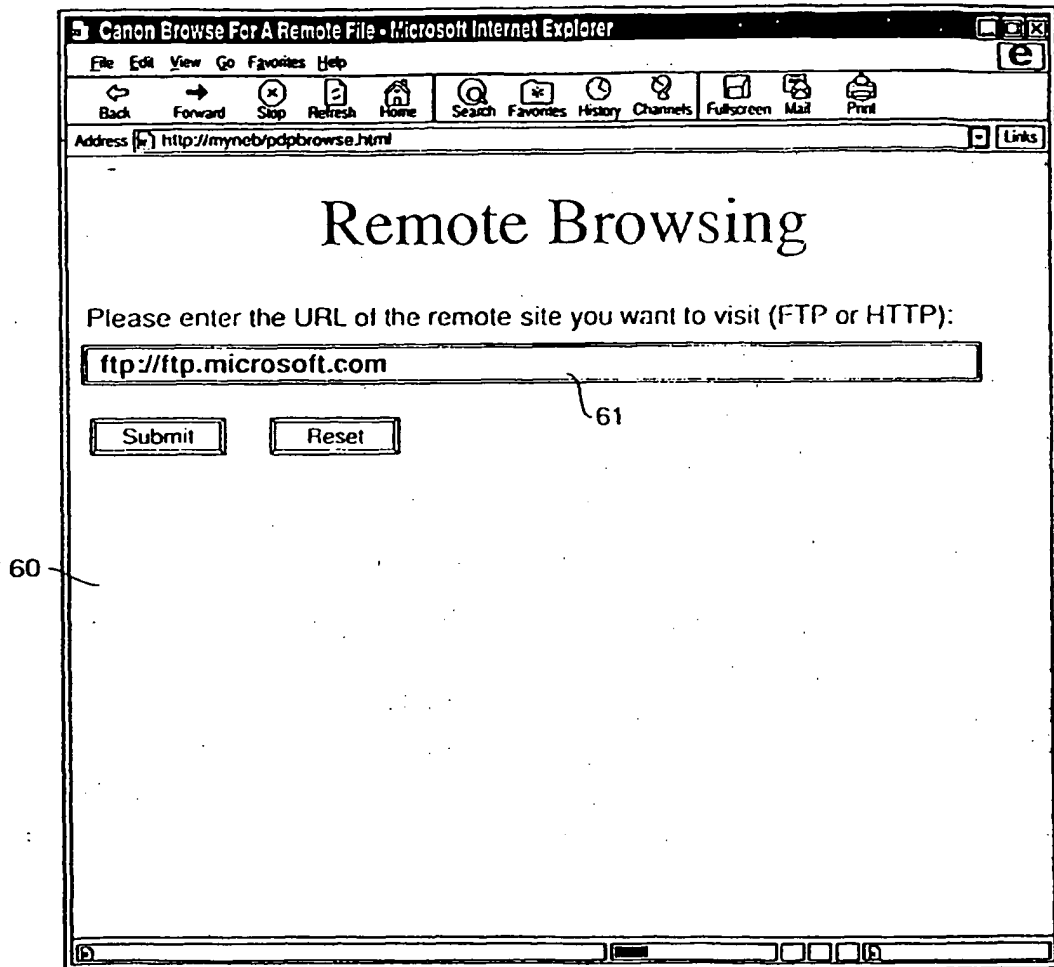 Canon Browse For A Remote File - Microsoft Internet Explorer
File Edit View Go Favorites Help
Back Forward Stop Refresh Home Search Favorites History Channels Fullscreen Mail Print
Address http://myneb/pdpbrowse.html Links
Remote Browsing
Please enter the URL of the remote site you want to visit (FTP or HTTP):
ftp://ftp.microsoft.com
61
Submit Reset
60